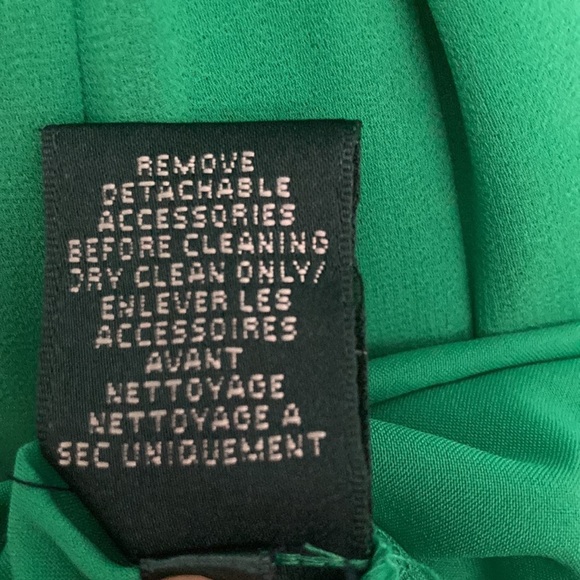 REMOVE
DETACHABLE
ACCESSORIES
BEFORE CLEANING
DRY CLEAN ONLY/
ENLEVER LES
ACCESSOIRES
AVANT
NETTOYAGE
NETTOYAGE A
SEC UNIQUEMENT